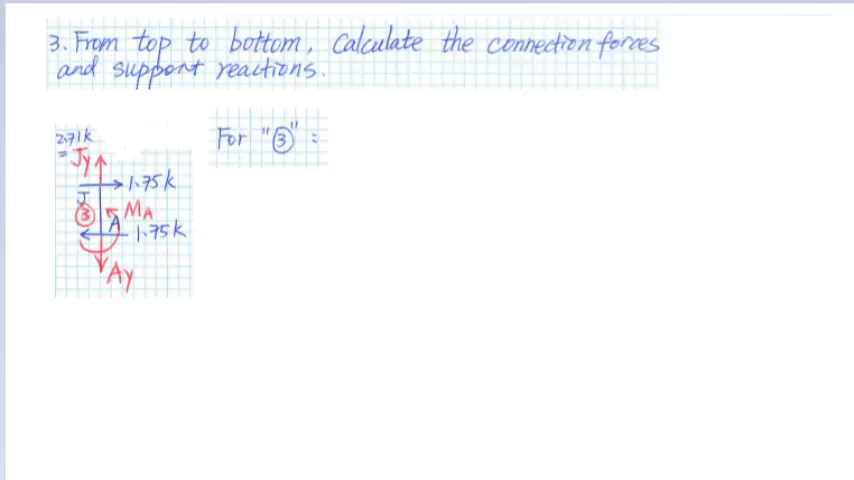 3. From top to bottom, Calculate the connection forces
and support reactions.
2.71k
=
Jy
1.75k
J
③
MA
A
1.75k
Ay
For "③" :